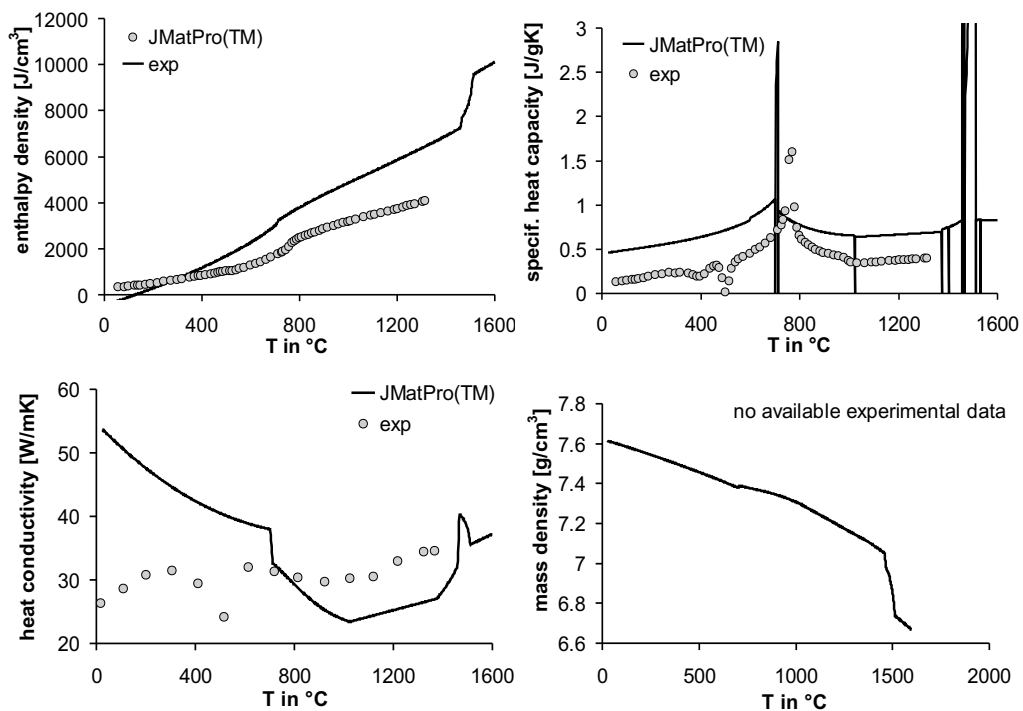 enthalpy density [J/cm³]
12000
10000
8000
6000
4000
2000
0
JMatPro(TM)
exp
0 400 800 1200 1600
T in °C
specif. heat capacity [J/gK]
3
2.5
2
1.5
1
0.5
0
JMatPro(TM)
exp
0 400 800 1200 1600
T in °C
heat conductivity [W/mK]
60
50
40
30
20
JMatPro(TM)
exp
0 400 800 1200 1600
T in °C
mass density [g/cm³]
7.8
7.6
7.4
7.2
7
6.8
6.6
no available experimental data
0 500 1000 1500 2000
T in °C